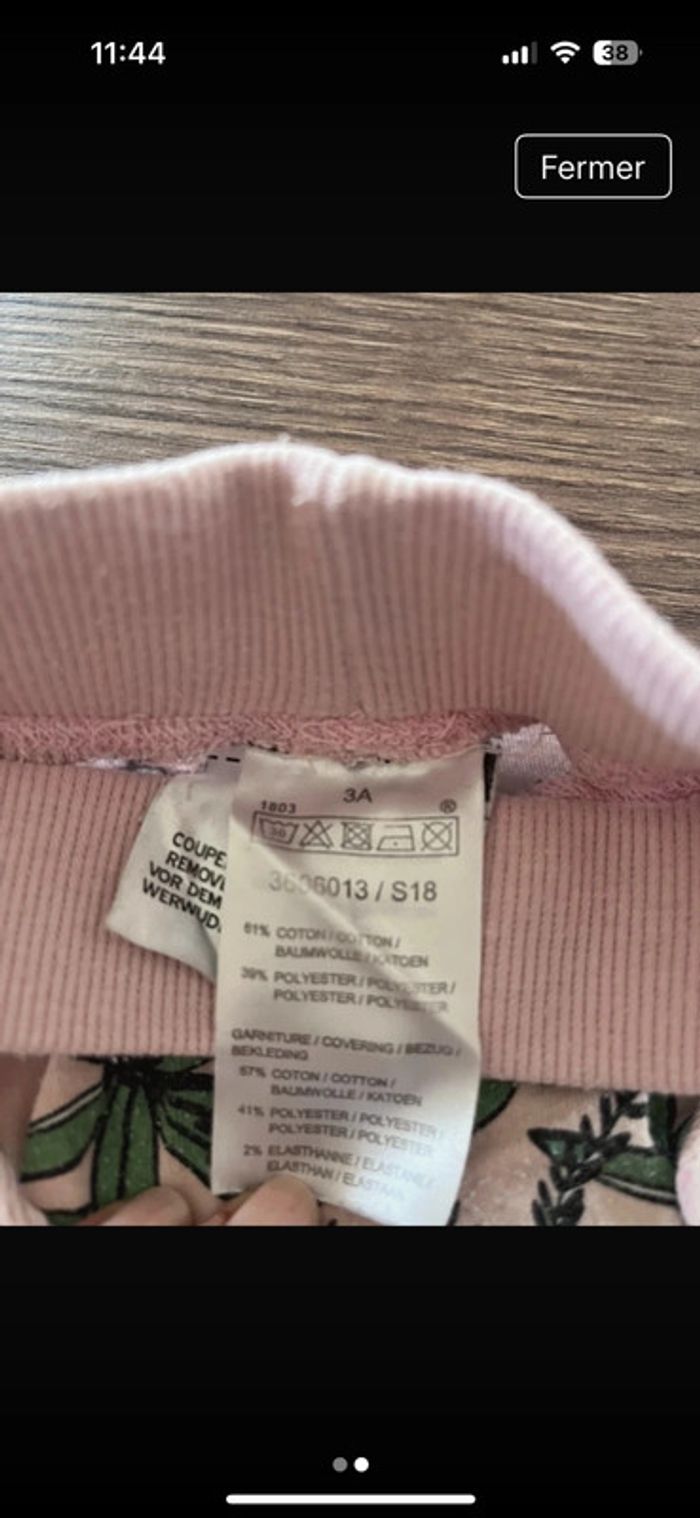 11:44
38
Fermer
COUPE
REMOV
VOR DEM
WERWUD
3A
1803
®
30
3606013 / S18
61% COTON / COTTON /
BAUMWOLLE / KATOEN
39% POLYESTER / POLYESTER /
POLYESTER / POLYESTER
GARNITURE / COVERING / BEZUG /
BEKLEDING
57% COTON / COTTON /
BAUMWOLLE / KATOEN
41% POLYESTER / POLYESTER /
POLYESTER / POLYESTER
2% ELASTHANNE / ELASTANE /
ELASTHAN / ELASTAAN